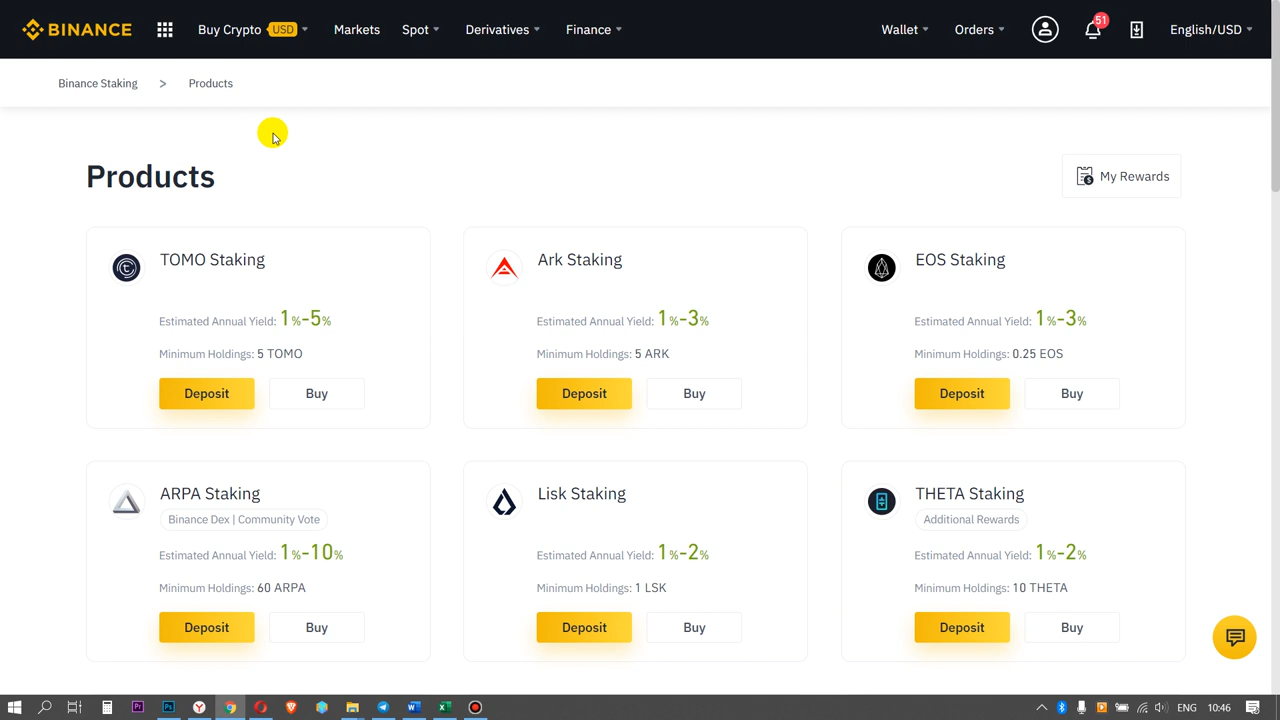 BINANCE Buy Crypto USD Markets Spot Derivatives Finance Wallet Orders 51 English/USD
Binance Staking > Products
Products
My Rewards
TOMO Staking
Estimated Annual Yield: 1%-5%
Minimum Holdings: 5 TOMO
Deposit Buy
Ark Staking
Estimated Annual Yield: 1%-3%
Minimum Holdings: 5 ARK
Deposit Buy
EOS Staking
Estimated Annual Yield: 1%-3%
Minimum Holdings: 0.25 EOS
Deposit Buy
ARPA Staking
Binance Dex | Community Vote
Estimated Annual Yield: 1%-10%
Minimum Holdings: 60 ARPA
Deposit Buy
Lisk Staking
Estimated Annual Yield: 1%-2%
Minimum Holdings: 1 LSK
Deposit Buy
THETA Staking
Additional Rewards
Estimated Annual Yield: 1%-2%
Minimum Holdings: 10 THETA
Deposit Buy
Pr Ps ENG 10:46